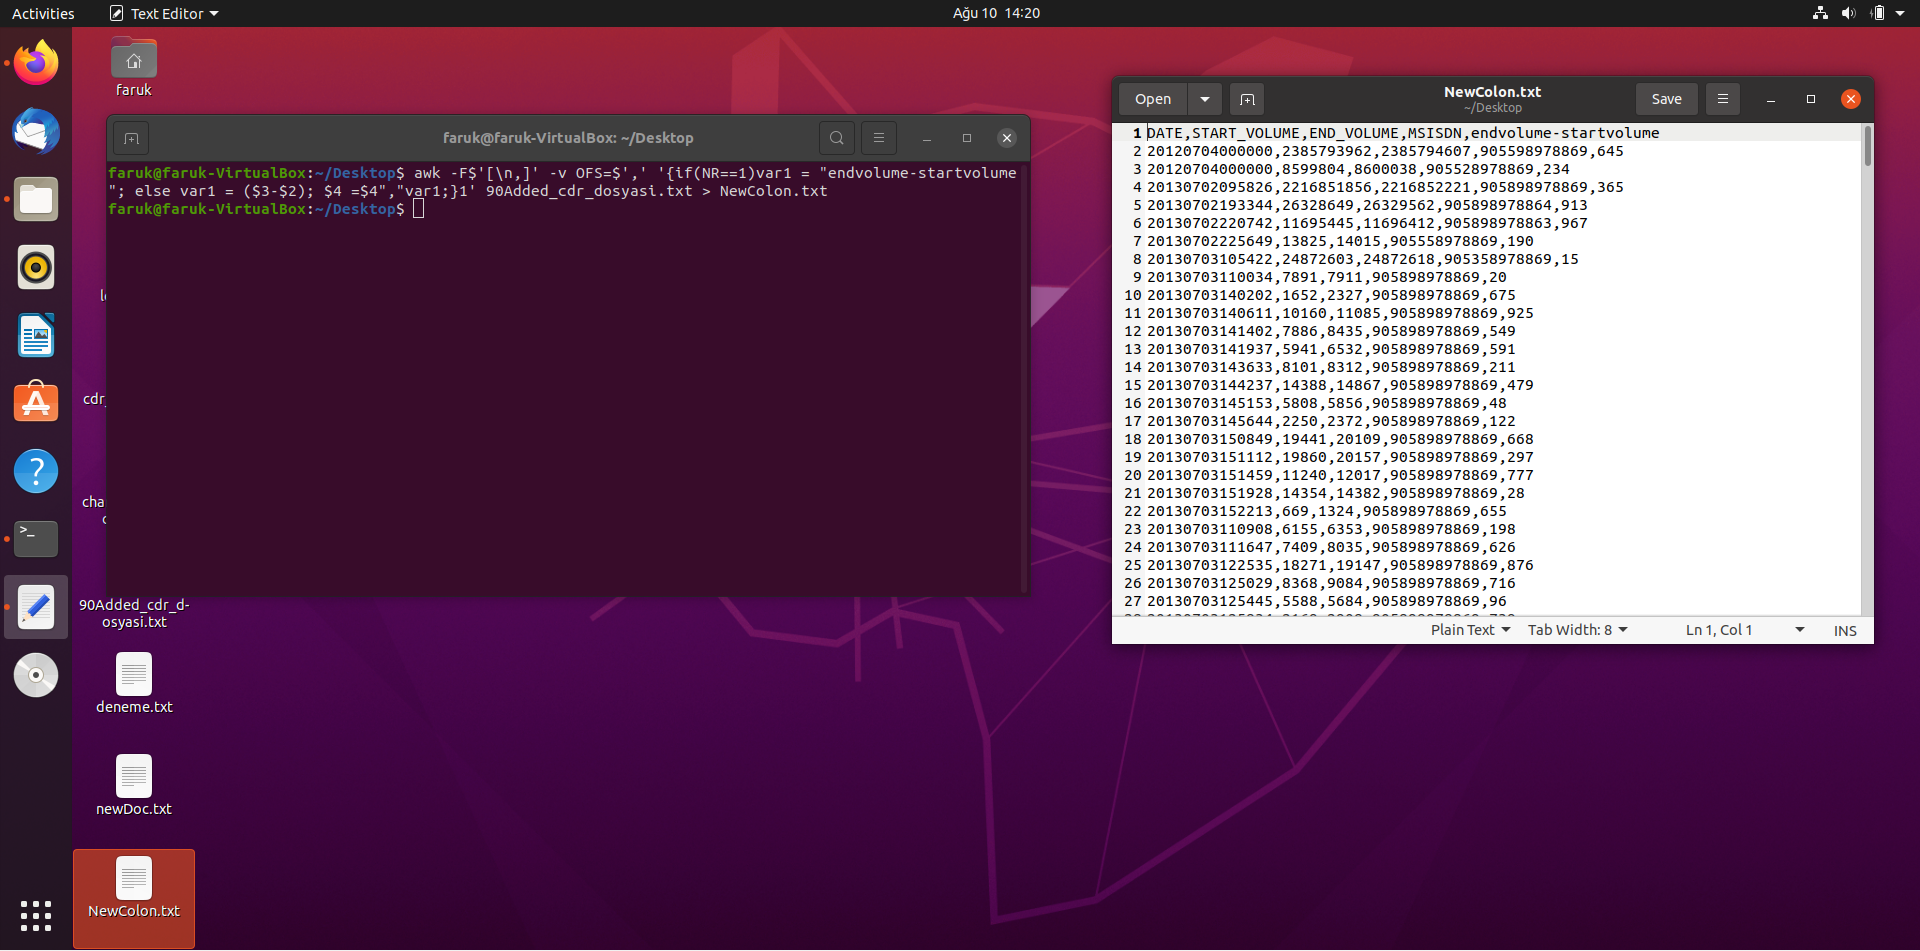 Activities
Text Editor
Ağu 10 14:20
faruk
faruk@faruk-VirtualBox: ~/Desktop
faruk@faruk-VirtualBox:~/Desktop$ awk -F$'[\n,]' -v OFS=$',' '{if(NR==1)var1 = "endvolume-startvolume
"; else var1 = ($3-$2); $4 =$4","var1;}1' 90Added_cdr_dosyasi.txt > NewColon.txt
faruk@faruk-VirtualBox:~/Desktop$
cdr_
cha
90Added_cdr_d-
osyasi.txt
deneme.txt
newDoc.txt
NewColon.txt
Open
NewColon.txt
~/Desktop
Save
1 DATE,START_VOLUME,END_VOLUME,MSISDN,endvolume-startvolume
2 20120704000000,2385793962,2385794607,905598978869,645
3 20120704000000,8599804,8600038,905528978869,234
4 20130702095826,2216851856,2216852221,905898978869,365
5 20130702193344,26328649,26329562,905898978864,913
6 20130702220742,11695445,11696412,905898978863,967
7 20130702225649,13825,14015,905558978869,190
8 20130703105422,24872603,24872618,905358978869,15
9 20130703110034,7891,7911,905898978869,20
10 20130703140202,1652,2327,905898978869,675
11 20130703140611,10160,11085,905898978869,925
12 20130703141402,7886,8435,905898978869,549
13 20130703141937,5941,6532,905898978869,591
14 20130703143633,8101,8312,905898978869,211
15 20130703144237,14388,14867,905898978869,479
16 20130703145153,5808,5856,905898978869,48
17 20130703145644,2250,2372,905898978869,122
18 20130703150849,19441,20109,905898978869,668
19 20130703151112,19860,20157,905898978869,297
20 20130703151459,11240,12017,905898978869,777
21 20130703151928,14354,14382,905898978869,28
22 20130703152213,669,1324,905898978869,655
23 20130703110908,6155,6353,905898978869,198
24 20130703111647,7409,8035,905898978869,626
25 20130703122535,18271,19147,905898978869,876
26 20130703125029,8368,9084,905898978869,716
27 20130703125445,5588,5684,905898978869,96
Plain Text
Tab Width: 8
Ln 1, Col 1
INS